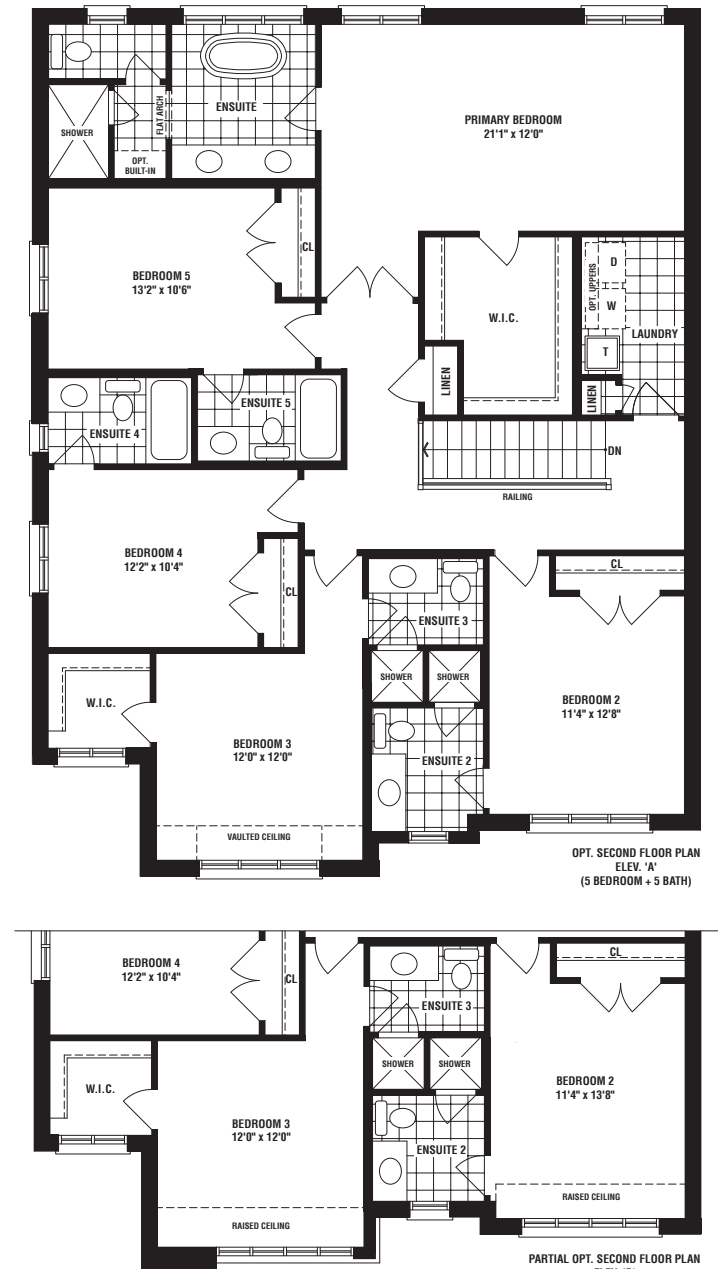 SHOWER
FLAT ARCH
OPT.
BUILT-IN
ENSUITE
PRIMARY BEDROOM
21'1" x 12'0"
CL
BEDROOM 5
13'2" x 10'6"
W.I.C.
OPT. UPPERS
D
W
T
LAUNDRY
LINEN
LINEN
ENSUITE 4
ENSUITE 5
DN
RAILING
BEDROOM 4
12'2" x 10'4"
CL
CL
ENSUITE 3
SHOWER
SHOWER
W.I.C.
BEDROOM 2
11'4" x 12'8"
BEDROOM 3
12'0" x 12'0"
ENSUITE 2
VAULTED CEILING
OPT. SECOND FLOOR PLAN
ELEV. 'A'
(5 BEDROOM + 5 BATH)
BEDROOM 4
12'2" x 10'4"
CL
CL
ENSUITE 3
SHOWER
SHOWER
W.I.C.
BEDROOM 2
11'4" x 13'8"
BEDROOM 3
12'0" x 12'0"
ENSUITE 2
RAISED CEILING
RAISED CEILING
PARTIAL OPT. SECOND FLOOR PLAN